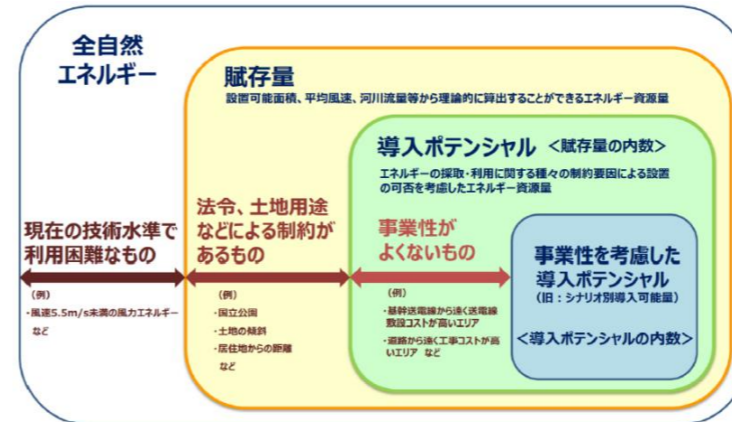 全自然
エネルギー
賦存量
設置可能面積、平均風速、河川流量等から理論的に算出することができるエネルギー資源量
導入ポテンシャル <賦存量の内数>
エネルギーの採取・利用に関する種々の制約要因による設置
の可否を考慮したエネルギー資源量
現在の技術水準で
利用困難なもの
(例)
・風速5.5m/s未満の風力エネルギー
など
法令、土地用途
などによる制約が
あるもの
(例)
・国立公園
・土地の傾斜
・居住地からの距離
など
事業性が
よくないもの
(例)
・基幹送電線から遠く送電線
敷設コストが高いエリア
・道路から遠く工事コストが高
いエリア など
事業性を考慮した
導入ポテンシャル
(旧：シナリオ別導入可能量)
<導入ポテンシャルの内数>